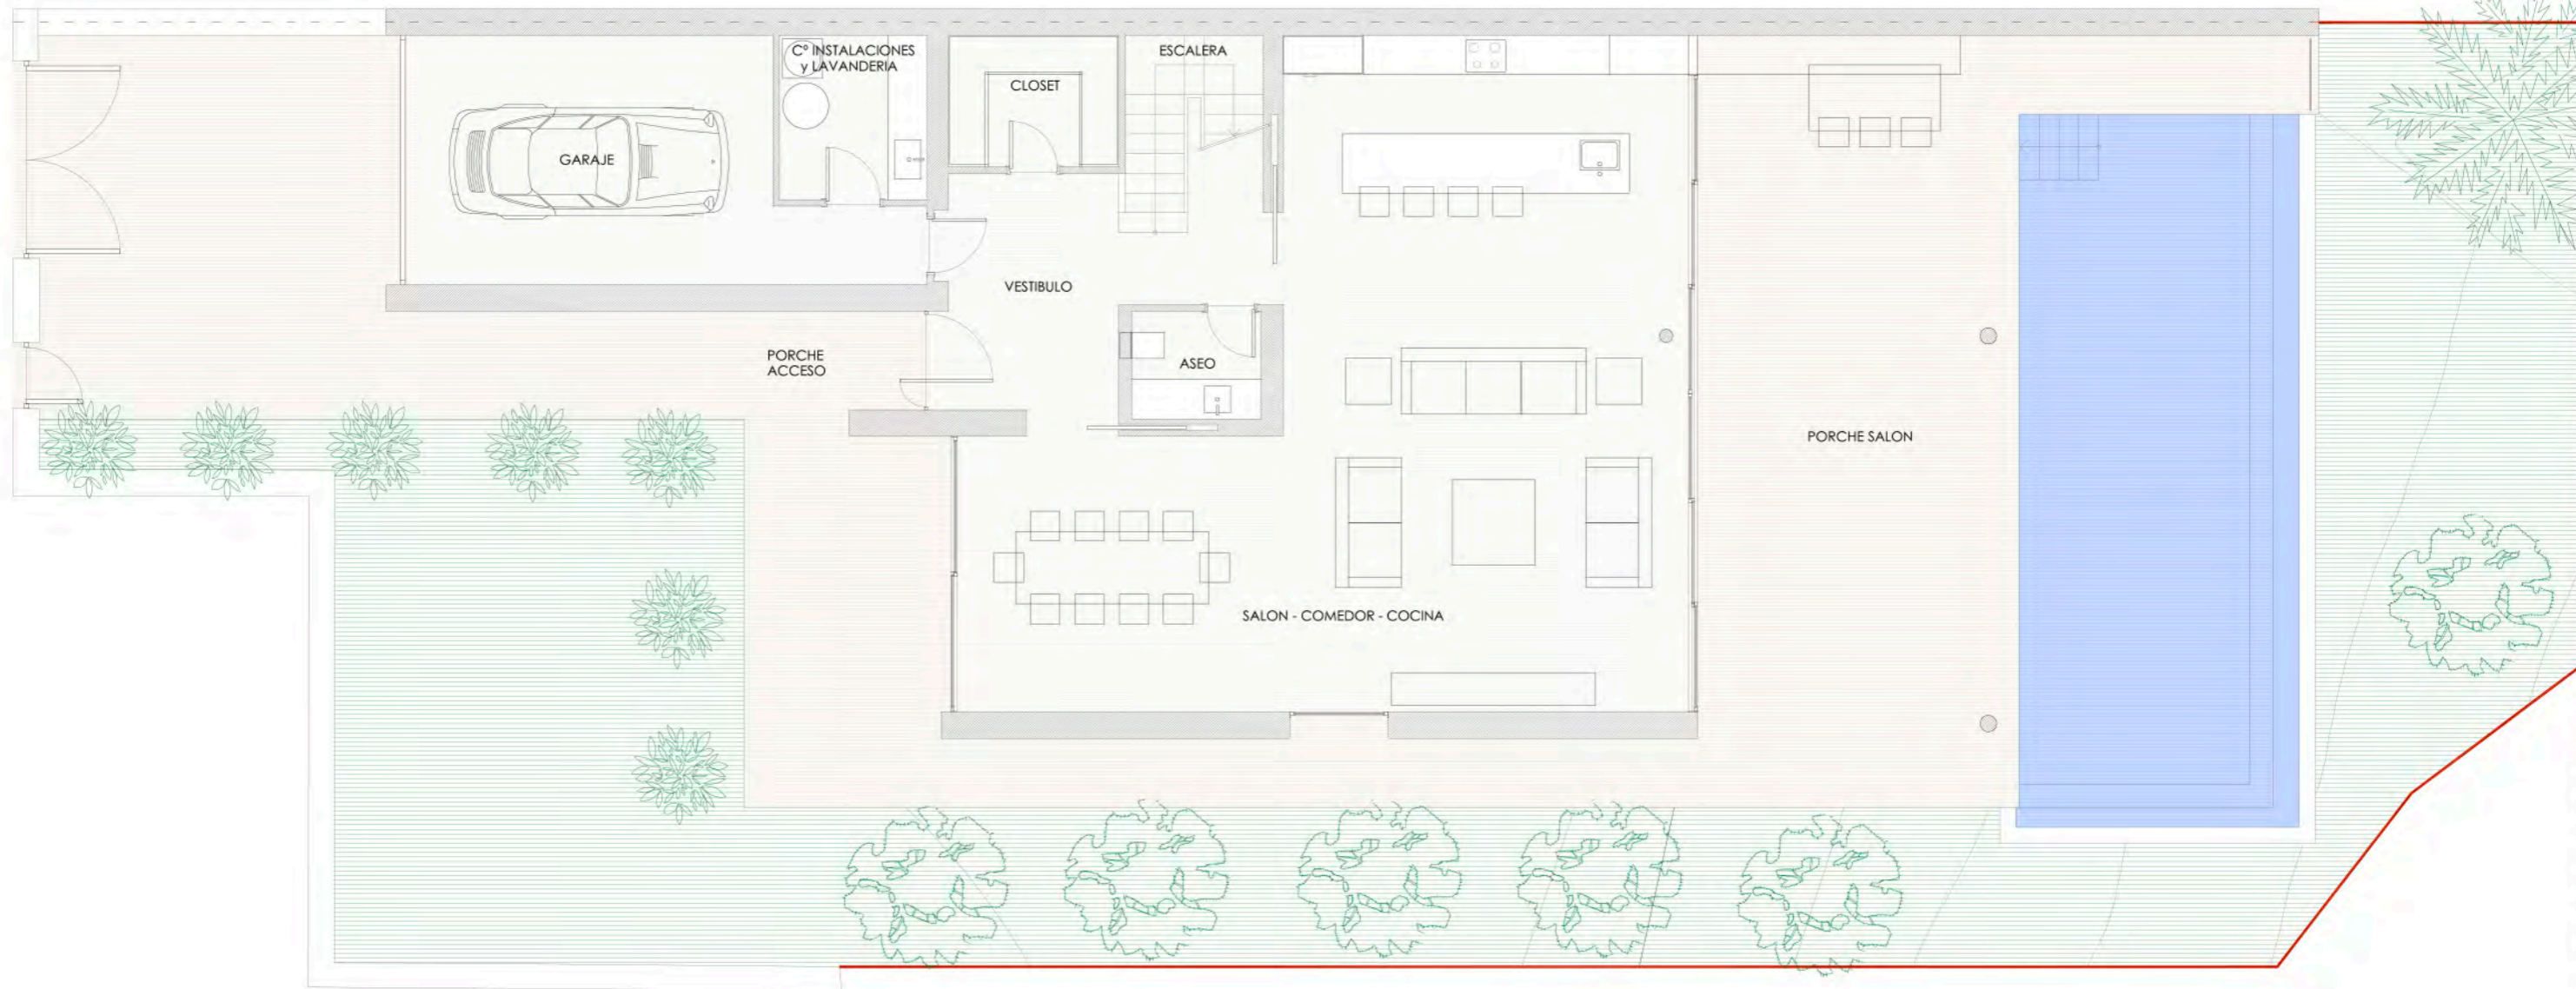 Cº INSTALACIONES
y LAVANDERIA
ESCALERA
CLOSET
GARAJE
VESTIBULO
PORCHE
ACCESO
ASEO
PORCHE SALON
SALON - COMEDOR - COCINA